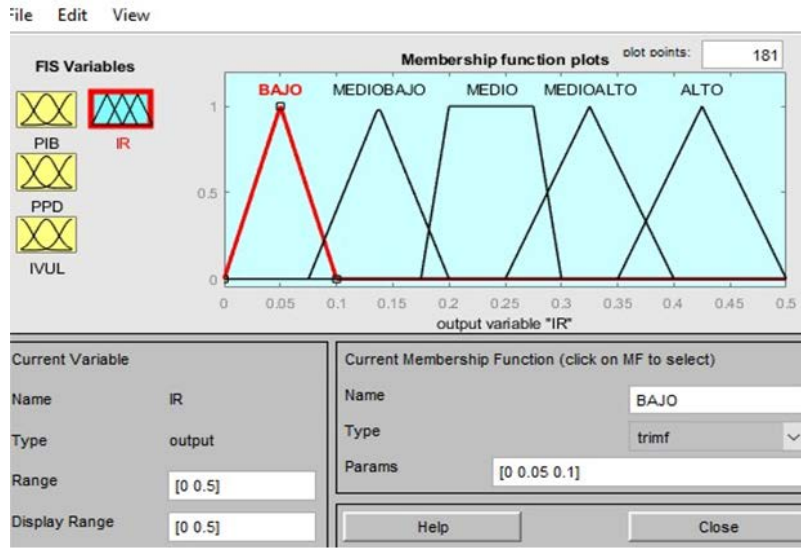 File Edit View
FIS Variables
PIB
IR
PPD
IVUL
Membership function plots
plot points: 181
BAJO MEDIOBAJO MEDIO MEDIOALTO ALTO
1
0.5
0
0 0.05 0.1 0.15 0.2 0.25 0.3 0.35 0.4 0.45 0.5
output variable "IR"
Current Variable
Name IR
Type output
Range [0 0.5]
Display Range [0 0.5]
Current Membership Function (click on MF to select)
Name BAJO
Type trimf
Params [0 0.05 0.1]
Help Close